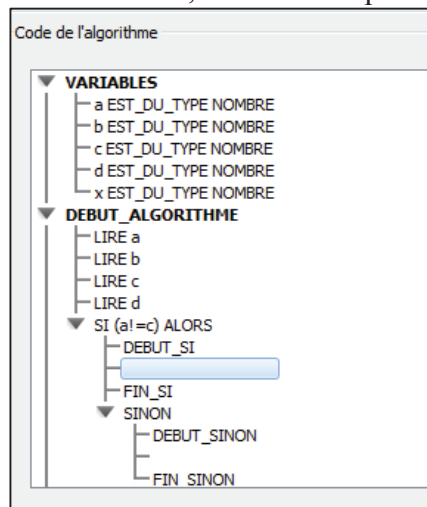 Code de l'algorithme
VARIABLES
a EST_DU_TYPE NOMBRE
b EST_DU_TYPE NOMBRE
c EST_DU_TYPE NOMBRE
d EST_DU_TYPE NOMBRE
x EST_DU_TYPE NOMBRE
DEBUT_ALGORITHME
LIRE a
LIRE b
LIRE c
LIRE d
SI (a!=c) ALORS
DEBUT_SI
FIN_SI
SINON
DEBUT_SINON
FIN_SINON